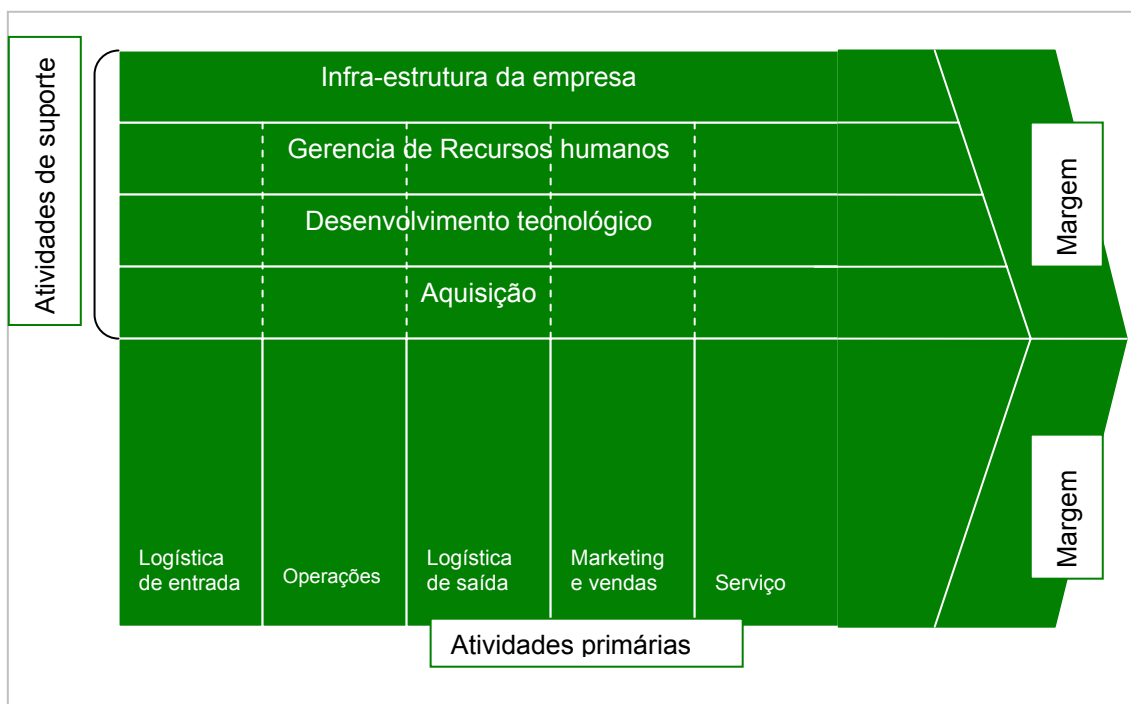 Atividades de suporte
Infra-estrutura da empresa
Gerencia de Recursos humanos
Desenvolvimento tecnológico
Aquisição
Margem
Logística
de entrada
Operações
Logística
de saída
Marketing
e vendas
Serviço
Margem
Atividades primárias